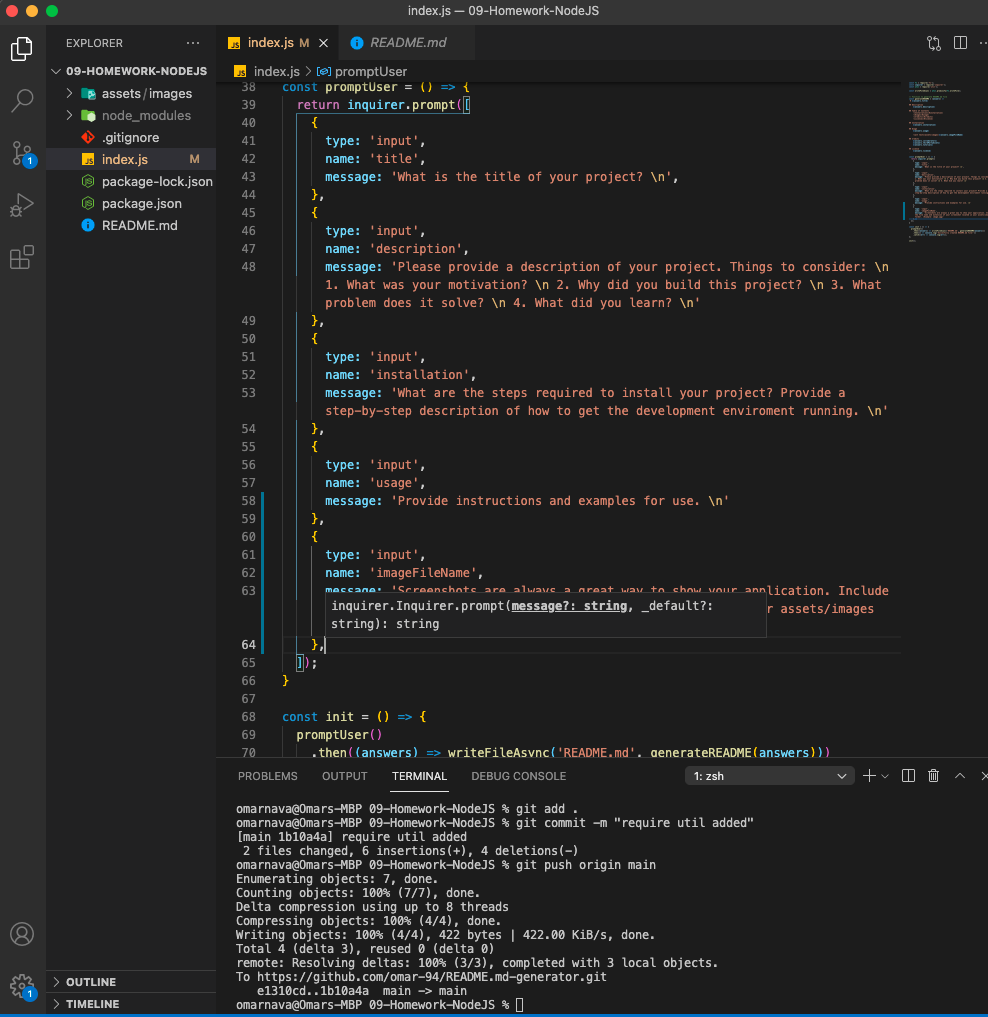 index.js — 09-Homework-NodeJS
EXPLORER
09-HOMEWORK-NODEJS
assets/images
node_modules
.gitignore
JS index.js M
package-lock.json
package.json
README.md
OUTLINE
TIMELINE
1
1
JS index.js M
README.md
JS index.js > promptUser
38 const promptUser = () => {
39 return inquirer.prompt([
40 {
41 type: 'input',
42 name: 'title',
43 message: 'What is the title of your project? \n',
44 },
45 {
46 type: 'input',
47 name: 'description',
48 message: 'Please provide a description of your project. Things to consider: \n
1. What was your motivation? \n 2. Why did you build this project? \n 3. What
problem does it solve? \n 4. What did you learn? \n'
49 },
50 {
51 type: 'input',
52 name: 'installation',
53 message: 'What are the steps required to install your project? Provide a
step-by-step description of how to get the development enviroment running. \n'
54 },
55 {
56 type: 'input',
57 name: 'usage',
58 message: 'Provide instructions and examples for use. \n'
59 },
60 {
61 type: 'input',
62 name: 'imageFileName',
63 message: 'Screenshots are always a great way to show your application. Include
inquirer.Inquirer.prompt(message?: string, _default?:
string): string
r assets/images
64 },
65 ]);
66 }
67
68 const init = () => {
69 promptUser()
70 .then((answers) => writeFileAsync('README.md', generateREADME(answers)))
PROBLEMS OUTPUT TERMINAL DEBUG CONSOLE 1: zsh
omarnava@Omars-MBP 09-Homework-NodeJS % git add .
omarnava@Omars-MBP 09-Homework-NodeJS % git commit -m "require util added"
[main 1b10a4a] require util added
2 files changed, 6 insertions(+), 4 deletions(-)
omarnava@Omars-MBP 09-Homework-NodeJS % git push origin main
Enumerating objects: 7, done.
Counting objects: 100% (7/7), done.
Delta compression using up to 8 threads
Compressing objects: 100% (4/4), done.
Writing objects: 100% (4/4), 422 bytes | 422.00 KiB/s, done.
Total 4 (delta 3), reused 0 (delta 0)
remote: Resolving deltas: 100% (3/3), completed with 3 local objects.
To https://github.com/omar-94/README.md-generator.git
e1310cd..1b10a4a main -> main
omarnava@Omars-MBP 09-Homework-NodeJS %